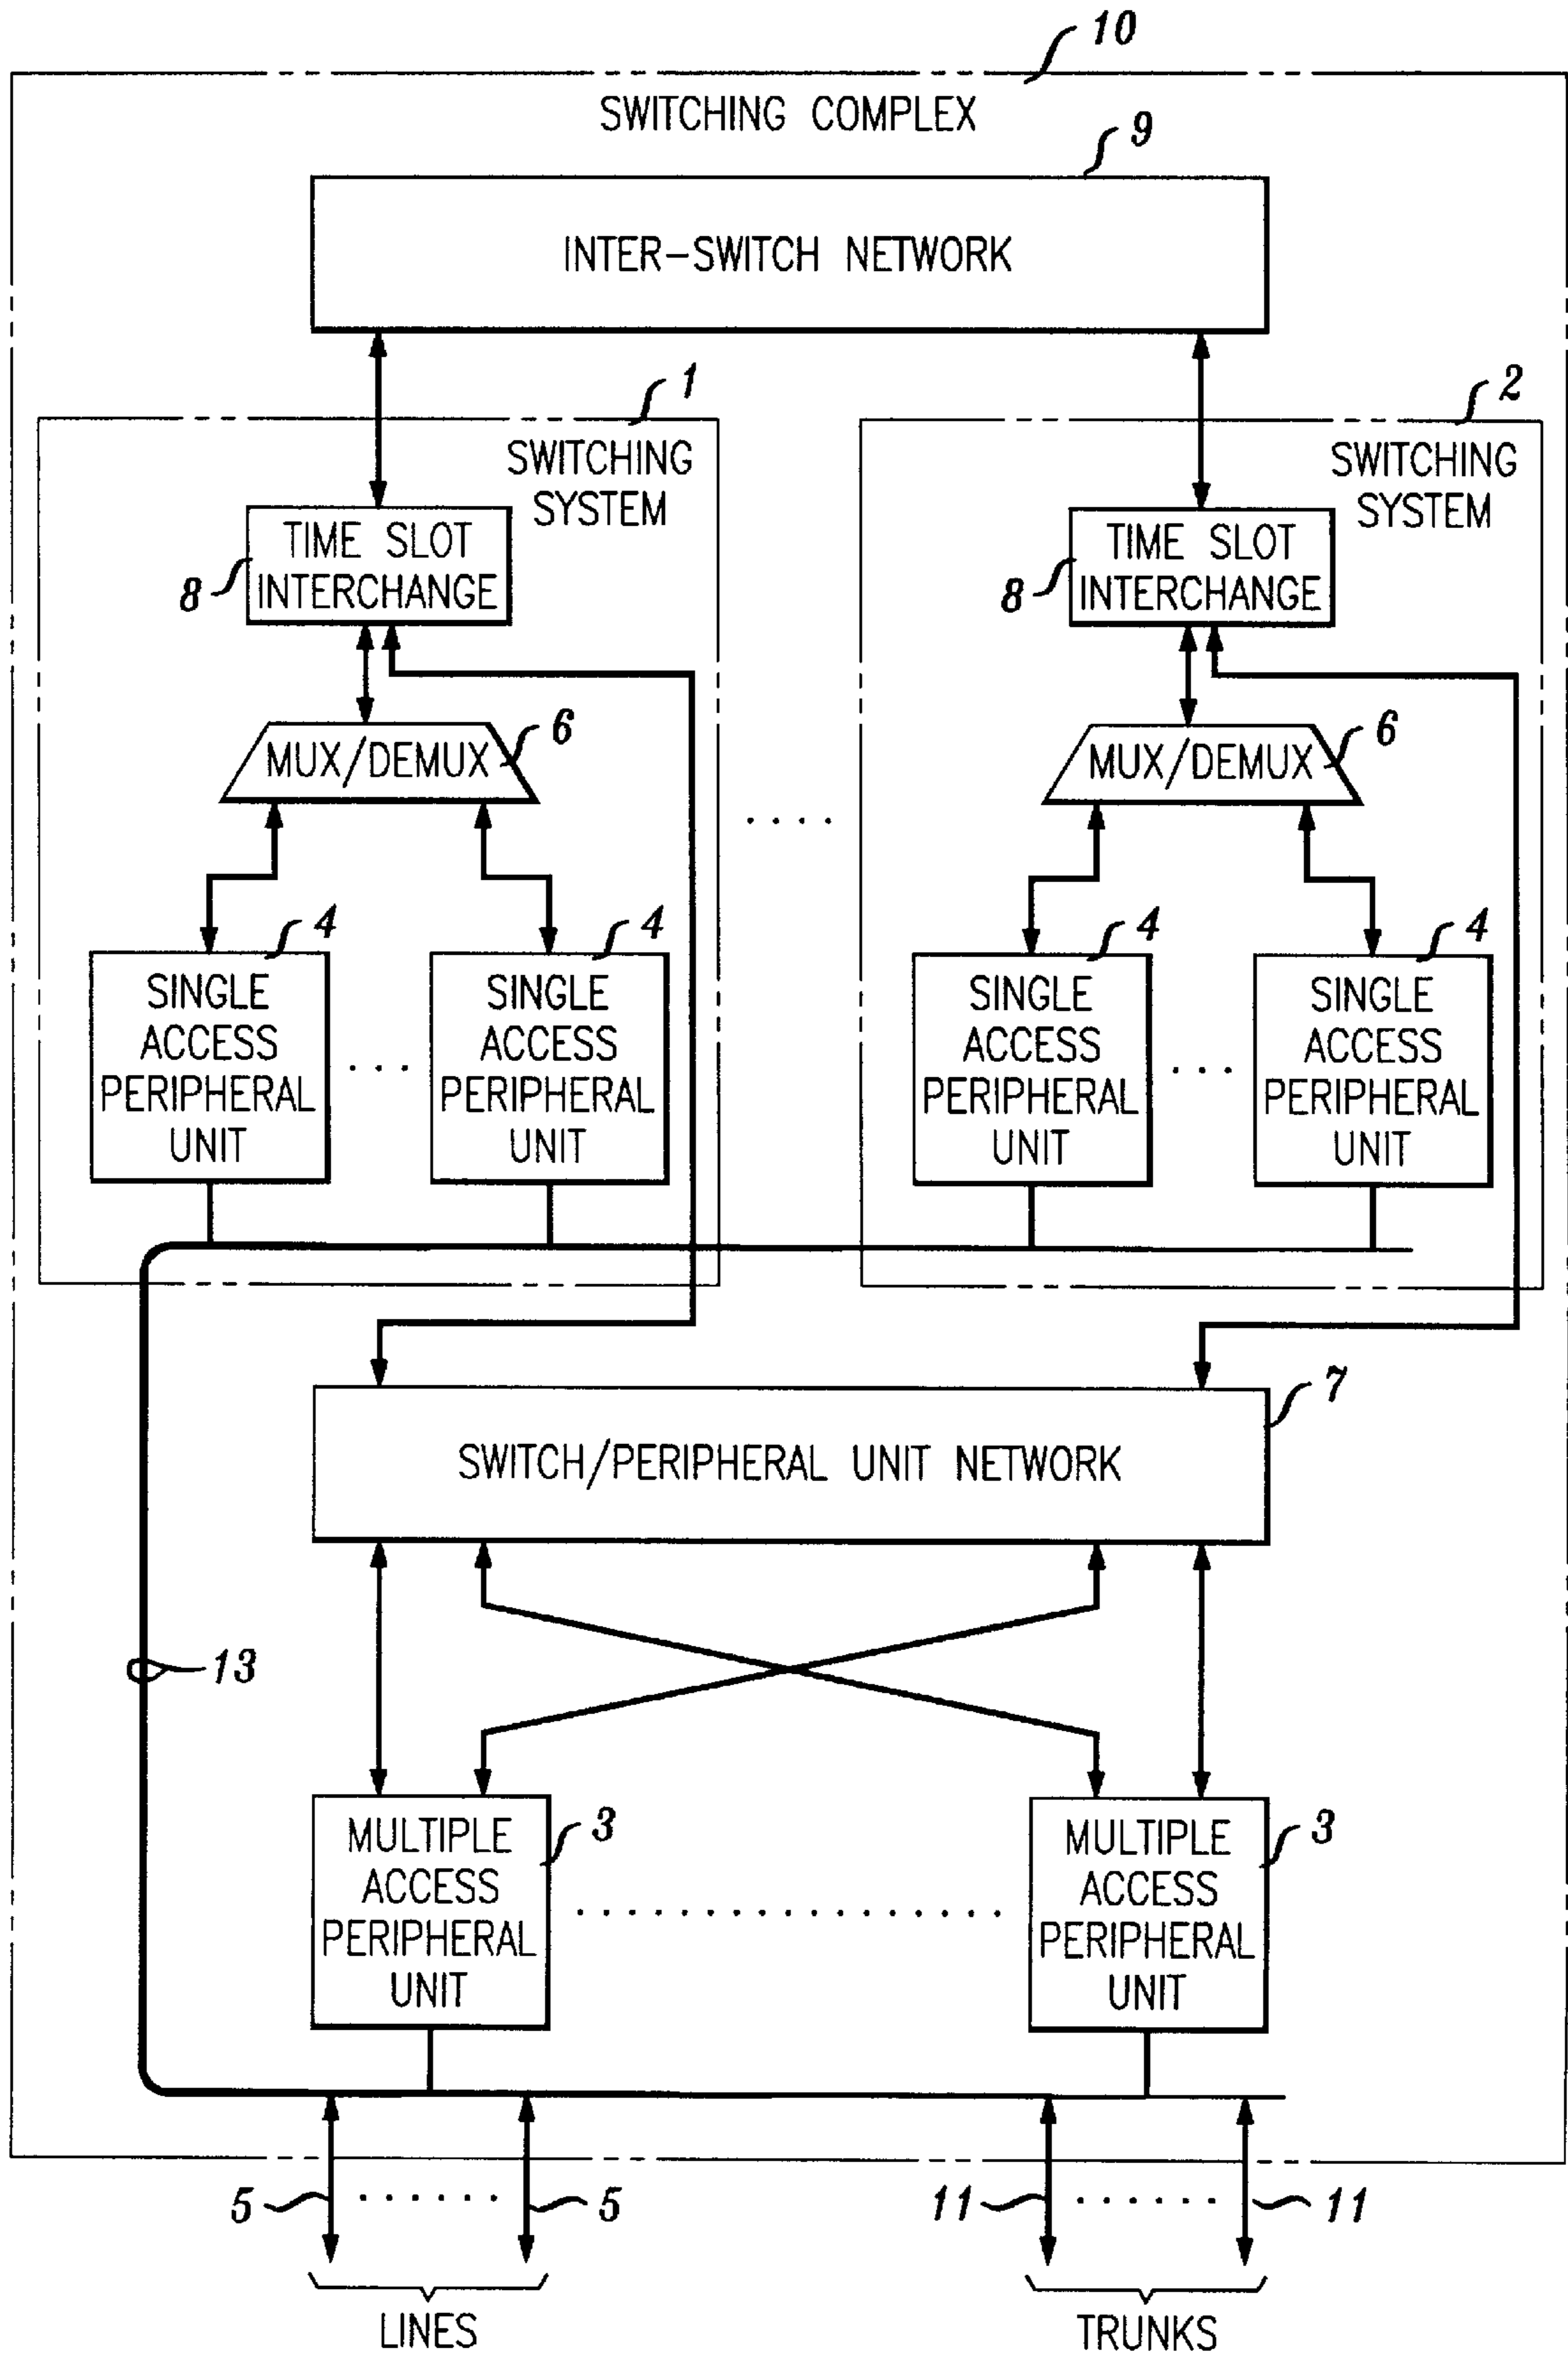 10
SWITCHING COMPLEX
9
INTER-SWITCH NETWORK
1
SWITCHING
SYSTEM
TIME SLOT
INTERCHANGE
8
MUX/DEMUX
6
4
SINGLE
ACCESS
PERIPHERAL
UNIT
4
SINGLE
ACCESS
PERIPHERAL
UNIT
2
SWITCHING
SYSTEM
TIME SLOT
INTERCHANGE
8
MUX/DEMUX
6
4
SINGLE
ACCESS
PERIPHERAL
UNIT
4
SINGLE
ACCESS
PERIPHERAL
UNIT
7
SWITCH/PERIPHERAL UNIT NETWORK
13
MULTIPLE
ACCESS
PERIPHERAL
UNIT
3
MULTIPLE
ACCESS
PERIPHERAL
UNIT
3
5
5
11
11
LINES
TRUNKS